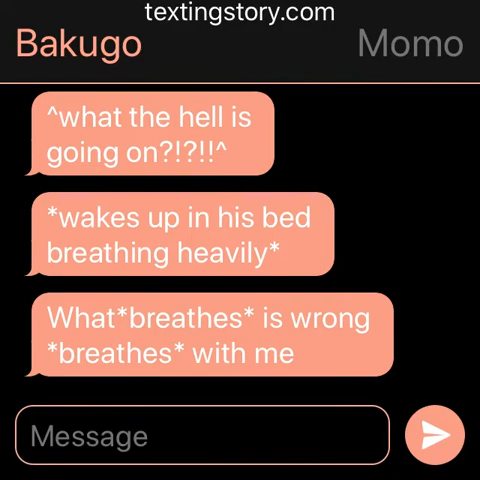 textingstory.com
Bakugo Momo
^what the hell is
going on?!?!!^
*wakes up in his bed
breathing heavily*
What*breathes* is wrong
*breathes* with me
Message